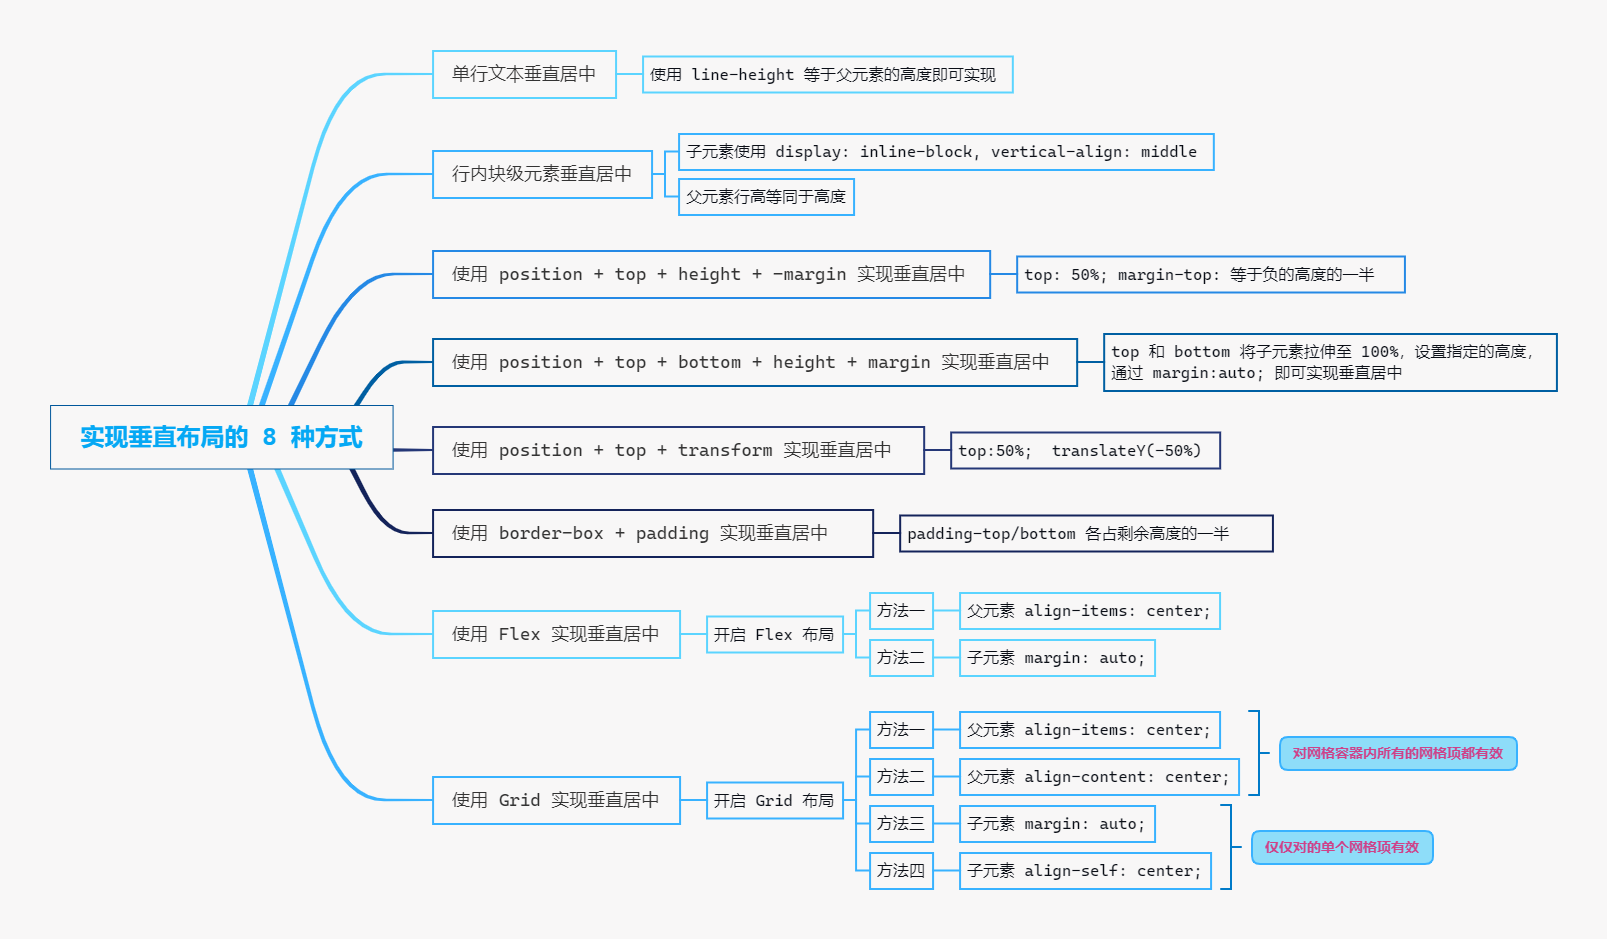 实现垂直布局的 8 种方式
单行文本垂直居中
使用 line-height 等于父元素的高度即可实现
行内块级元素垂直居中
子元素使用 display: inline-block, vertical-align: middle
父元素行高等同于高度
使用 position + top + height + -margin 实现垂直居中
top: 50%; margin-top: 等于负的高度的一半
使用 position + top + bottom + height + margin 实现垂直居中
top 和 bottom 将子元素拉伸至 100%, 设置指定的高度,
通过 margin:auto; 即可实现垂直居中
使用 position + top + transform 实现垂直居中
top:50%;  translateY(-50%)
使用 border-box + padding 实现垂直居中
padding-top/bottom 各占剩余高度的一半
使用 Flex 实现垂直居中
开启 Flex 布局
方法一
父元素 align-items: center;
方法二
子元素 margin: auto;
使用 Grid 实现垂直居中
开启 Grid 布局
方法一
父元素 align-items: center;
方法二
父元素 align-content: center;
对网格容器内所有的网格项都有效
方法三
子元素 margin: auto;
方法四
子元素 align-self: center;
仅仅对的单个网格项有效